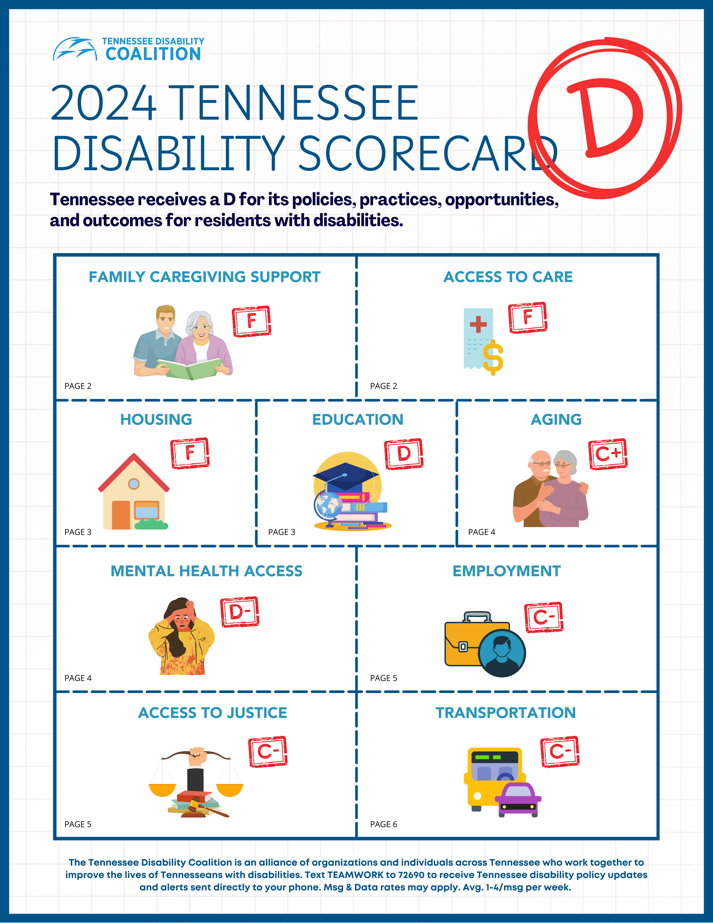 TENNESSEE DISABILITY
COALITION
2024 TENNESSEE
DISABILITY SCORECARD
D
Tennessee receives a D for its policies, practices, opportunities,
and outcomes for residents with disabilities.
FAMILY CAREGIVING SUPPORT
F
PAGE 2
ACCESS TO CARE
F
$
PAGE 2
HOUSING
F
PAGE 3
EDUCATION
D
PAGE 3
AGING
C+
PAGE 4
MENTAL HEALTH ACCESS
D-
PAGE 4
EMPLOYMENT
C-
PAGE 5
ACCESS TO JUSTICE
C-
PAGE 5
TRANSPORTATION
C-
PAGE 6
The Tennessee Disability Coalition is an alliance of organizations and individuals across Tennessee who work together to
improve the lives of Tennesseans with disabilities. Text TEAMWORK to 72690 to receive Tennessee disability policy updates
and alerts sent directly to your phone. Msg & Data rates may apply. Avg. 1-4/msg per week.